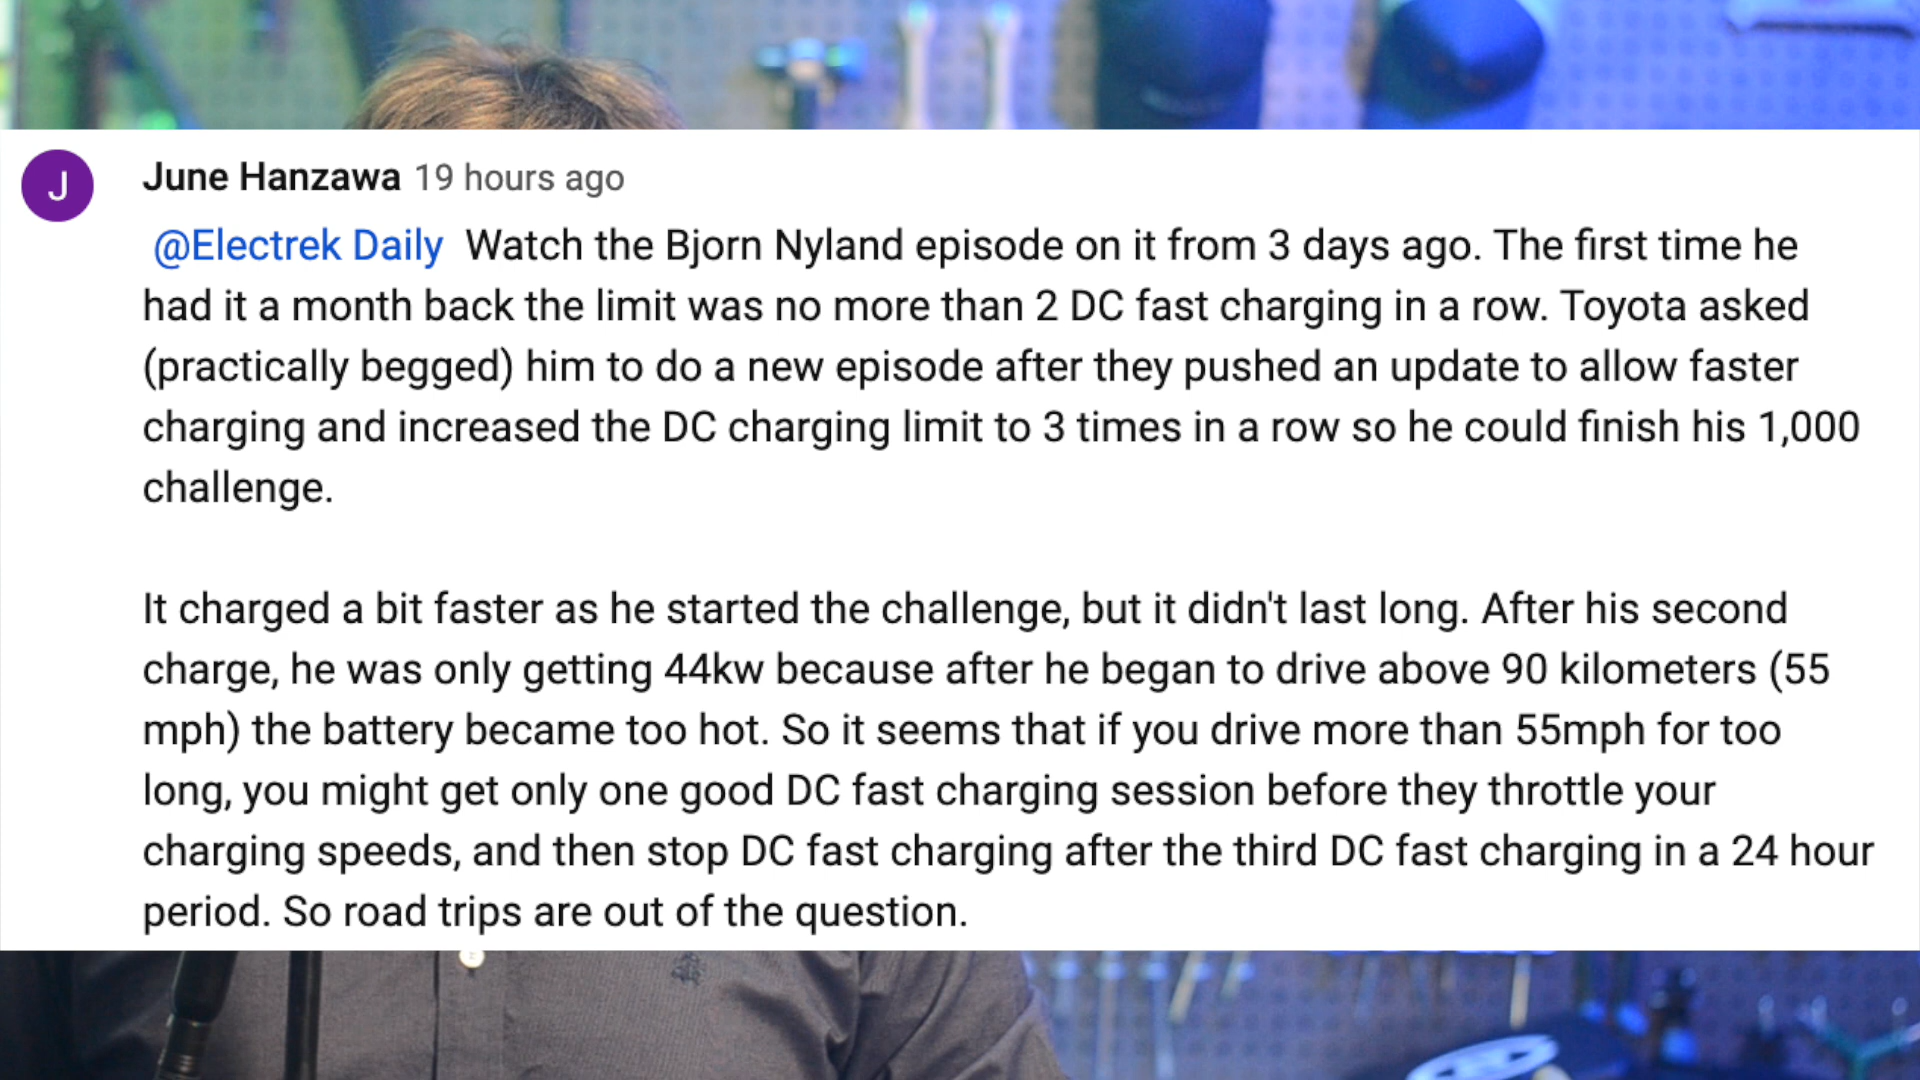 J
June Hanzawa 19 hours ago
@Electrek Daily Watch the Bjorn Nyland episode on it from 3 days ago. The first time he
had it a month back the limit was no more than 2 DC fast charging in a row. Toyota asked
(practically begged) him to do a new episode after they pushed an update to allow faster
charging and increased the DC charging limit to 3 times in a row so he could finish his 1,000
challenge.
It charged a bit faster as he started the challenge, but it didn't last long. After his second
charge, he was only getting 44kw because after he began to drive above 90 kilometers (55
mph) the battery became too hot. So it seems that if you drive more than 55mph for too
long, you might get only one good DC fast charging session before they throttle your
charging speeds, and then stop DC fast charging after the third DC fast charging in a 24 hour
period. So road trips are out of the question.